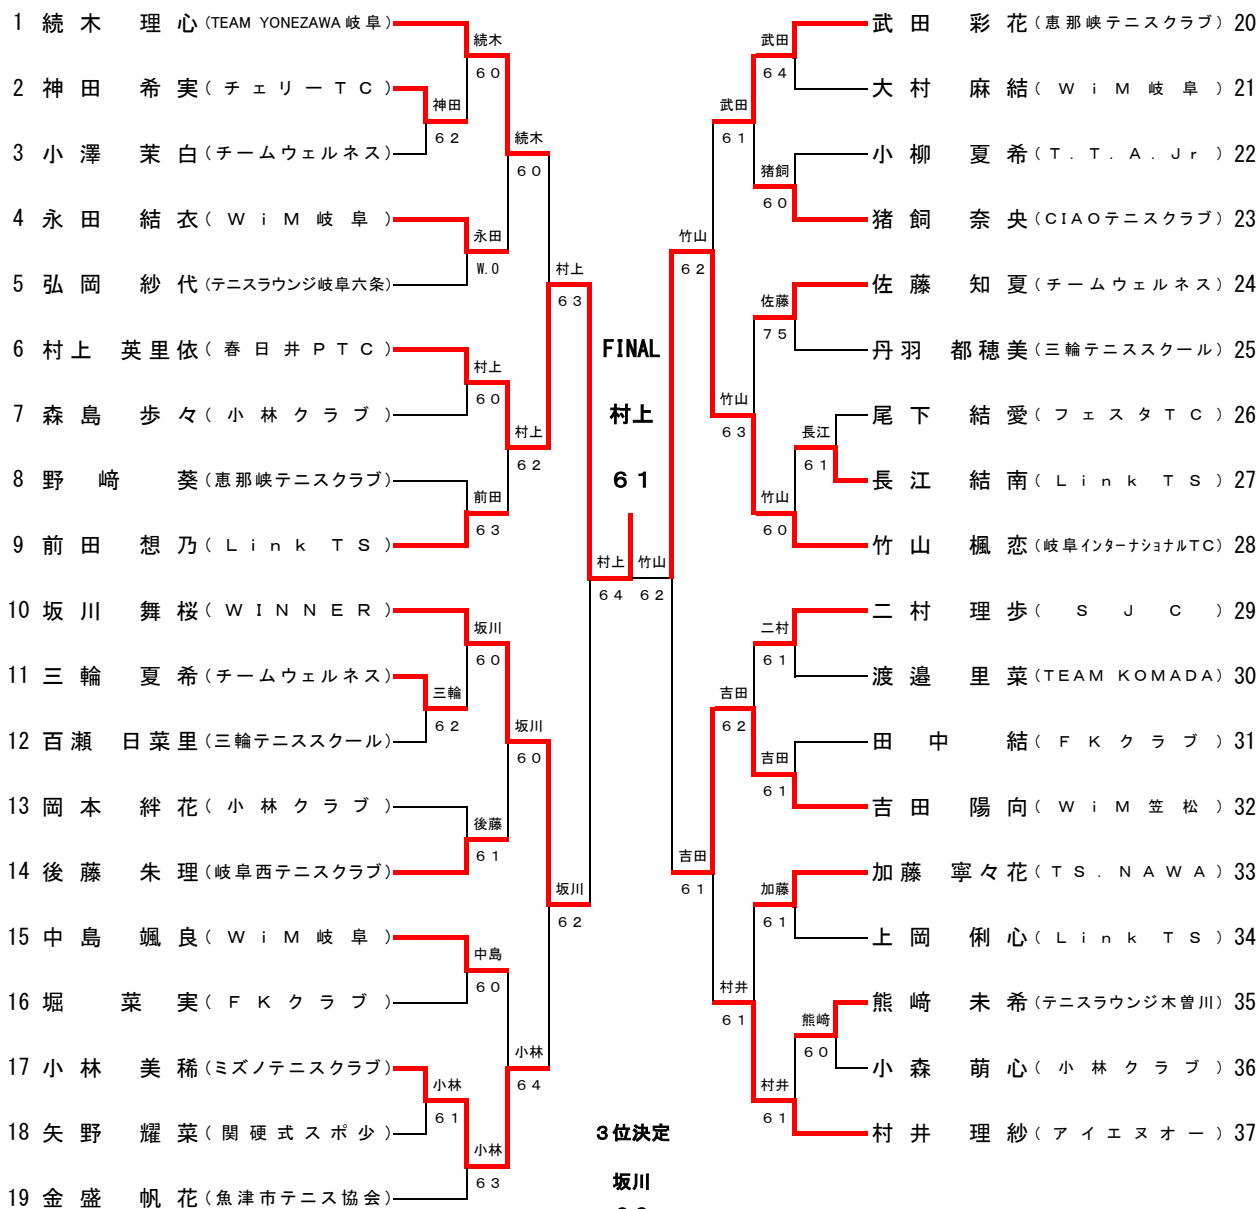 1 続木 理心 (TEAM YONEZAWA岐阜)
2 神田 希実 (チェリーTC)
3 小澤 茉白 (チームウェルネス)
4 永田 結衣 (WiM岐阜)
5 弘岡 紗代 (テニスラウンジ岐阜六条)
6 村上 英里依 (春日井PTC)
7 森島 歩々 (小林クラブ)
8 野﨑 葵 (恵那峡テニスクラブ)
9 前田 想乃 (Link TS)
10 坂川 舞桜 (WINNER)
11 三輪 夏希 (チームウェルネス)
12 百瀬 日菜里 (三輪テニススクール)
13 岡本 絆花 (小林クラブ)
14 後藤 朱理 (岐阜西テニスクラブ)
15 中島 颯良 (WiM岐阜)
16 堀 菜実 (FKクラブ)
17 小林 美稀 (ミズノテニスクラブ)
18 矢野 耀菜 (関硬式スポ少)
19 金盛 帆花 (魚津市テニス協会)
神田
62
三輪
62
小林
61
続木
60
永田
W.0
村上
60
前田
63
坂川
60
後藤
61
中島
60
小林
63
続木
60
村上
62
坂川
60
小林
64
村上
63
坂川
62
村上
64
FINAL
村上
61
竹山
62
3位決定
坂川
竹山
62
吉田
61
武田
61
竹山
63
吉田
62
村井
61
武田
64
猪飼
60
佐藤
75
竹山
60
二村
61
吉田
61
加藤
61
村井
61
長江
61
熊﨑
60
武田 彩花 (恵那峡テニスクラブ) 20
大村 麻結 (WiM岐阜) 21
小柳 夏希 (T.T.A.Jr) 22
猪飼 奈央 (CIAOテニスクラブ) 23
佐藤 知夏 (チームウェルネス) 24
丹羽 都穂美 (三輪テニススクール) 25
尾下 結愛 (フェスタTC) 26
長江 結南 (Link TS) 27
竹山 楓恋 (岐阜インターナショナルTC) 28
二村 理歩 (SJC) 29
渡邉 里菜 (TEAM KOMADA) 30
田中 結 (FKクラブ) 31
吉田 陽向 (WiM笠松) 32
加藤 寧々花 (TS.NAWA) 33
上岡 俐心 (Link TS) 34
熊﨑 未希 (テニスラウンジ木曽川) 35
小森 萌心 (小林クラブ) 36
村井 理紗 (アイエヌオー) 37